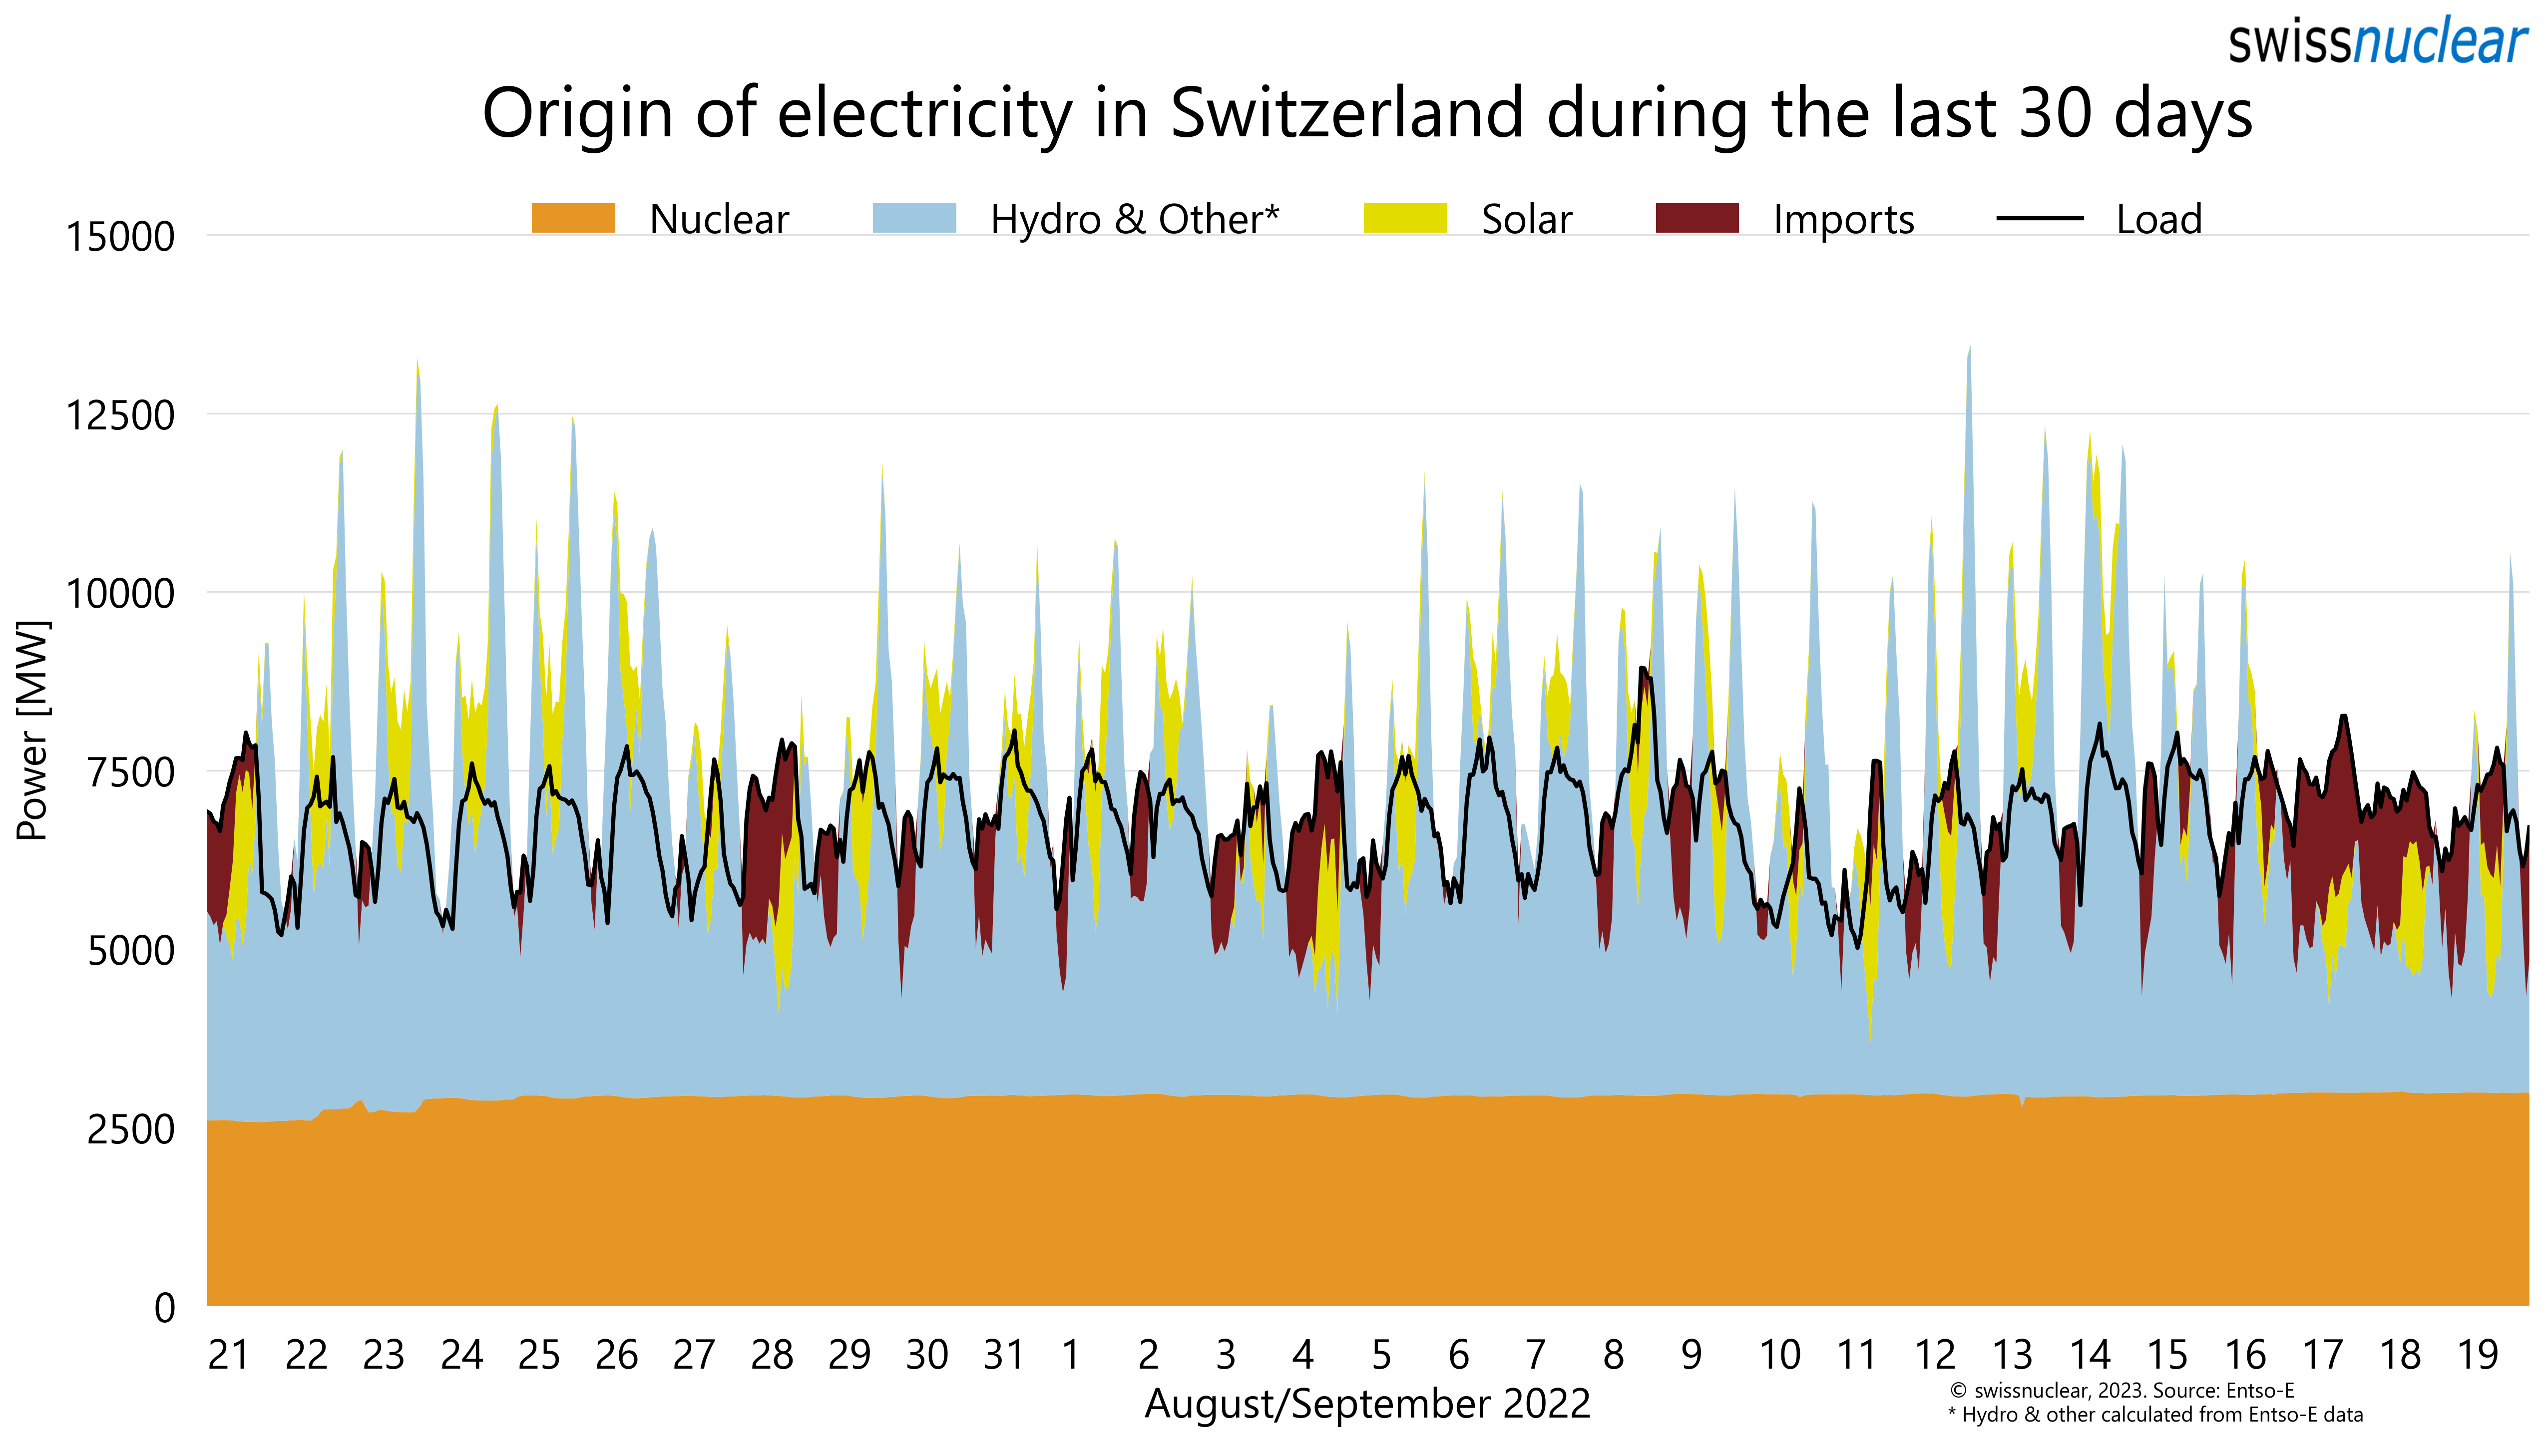 swissnuclear
Origin of electricity in Switzerland during the last 30 days
Nuclear Hydro & Other* Solar Imports Load
15000
12500
10000
7500
5000
2500
0
Power [MW]
21 22 23 24 25 26 27 28 29 30 31 1 2 3 4 5 6 7 8 9 10 11 12 13 14 15 16 17 18 19
August/September 2022
© swissnuclear, 2023. Source: Entso-E
* Hydro & other calculated from Entso-E data